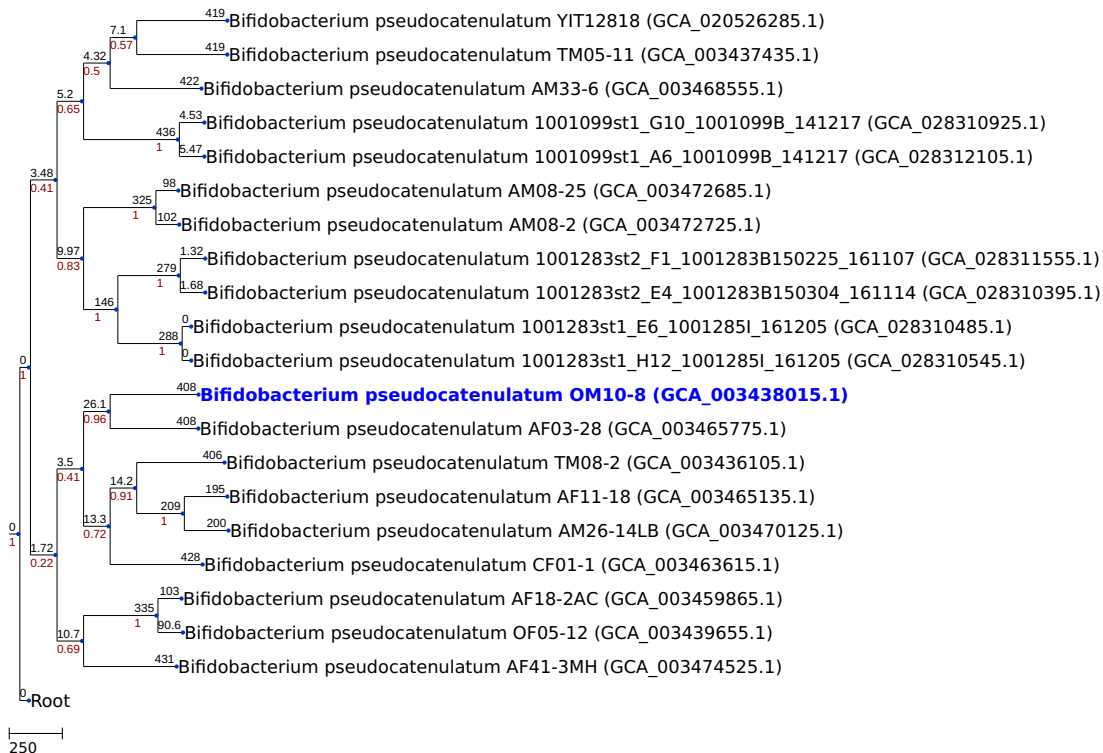 419 Bifidobacterium pseudocatenulatum YIT12818 (GCA_020526285.1)
7.1
0.57
419 Bifidobacterium pseudocatenulatum TM05-11 (GCA_003437435.1)
4.32
0.5
422 Bifidobacterium pseudocatenulatum AM33-6 (GCA_003468555.1)
5.2
0.65
4.53 Bifidobacterium pseudocatenulatum 1001099st1_G10_1001099B_141217 (GCA_028310925.1)
436
1
5.47 Bifidobacterium pseudocatenulatum 1001099st1_A6_1001099B_141217 (GCA_028312105.1)
3.48
0.41
98 Bifidobacterium pseudocatenulatum AM08-25 (GCA_003472685.1)
325
1
102 Bifidobacterium pseudocatenulatum AM08-2 (GCA_003472725.1)
9.97
0.83
1.32 Bifidobacterium pseudocatenulatum 1001283st2_F1_1001283B150225_161107 (GCA_028311555.1)
279
1
1.68 Bifidobacterium pseudocatenulatum 1001283st2_E4_1001283B150304_161114 (GCA_028310395.1)
146
1
0 Bifidobacterium pseudocatenulatum 1001283st1_E6_1001285I_161205 (GCA_028310485.1)
288
1
0 Bifidobacterium pseudocatenulatum 1001283st1_H12_1001285I_161205 (GCA_028310545.1)
0
1
408 Bifidobacterium pseudocatenulatum OM10-8 (GCA_003438015.1)
26.1
0.96
408 Bifidobacterium pseudocatenulatum AF03-28 (GCA_003465775.1)
3.5
0.41
406 Bifidobacterium pseudocatenulatum TM08-2 (GCA_003436105.1)
14.2
0.91
195 Bifidobacterium pseudocatenulatum AF11-18 (GCA_003465135.1)
209
1
200 Bifidobacterium pseudocatenulatum AM26-14LB (GCA_003470125.1)
13.3
0.72
0
1
428 Bifidobacterium pseudocatenulatum CF01-1 (GCA_003463615.1)
1.72
0.22
103 Bifidobacterium pseudocatenulatum AF18-2AC (GCA_003459865.1)
335
1
90.6 Bifidobacterium pseudocatenulatum OF05-12 (GCA_003439655.1)
10.7
0.69
431 Bifidobacterium pseudocatenulatum AF41-3MH (GCA_003474525.1)
0 Root
250